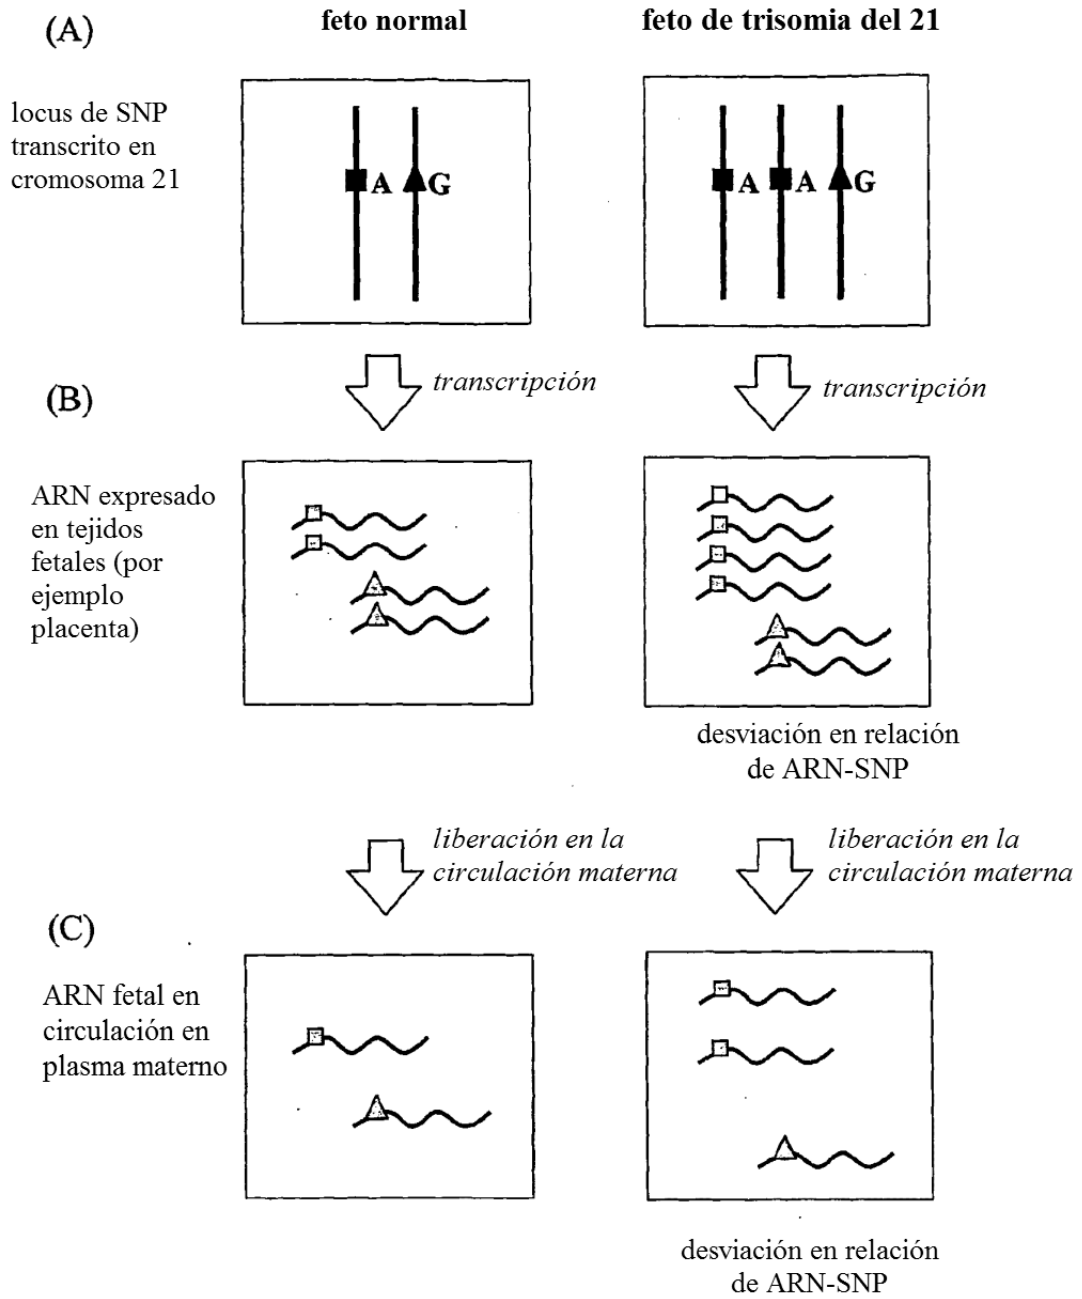 (A)
feto normal
feto de trisomia del 21
locus de SNP
transcrito en
cromosoma 21
A
G
A
A
G
transcripción
transcripción
(B)
ARN expresado
en tejidos
fetales (por
ejemplo
placenta)
desviación en relación
de ARN-SNP
liberación en la
circulación materna
liberación en la
circulación materna
(C)
ARN fetal en
circulación en
plasma materno
desviación en relación
de ARN-SNP